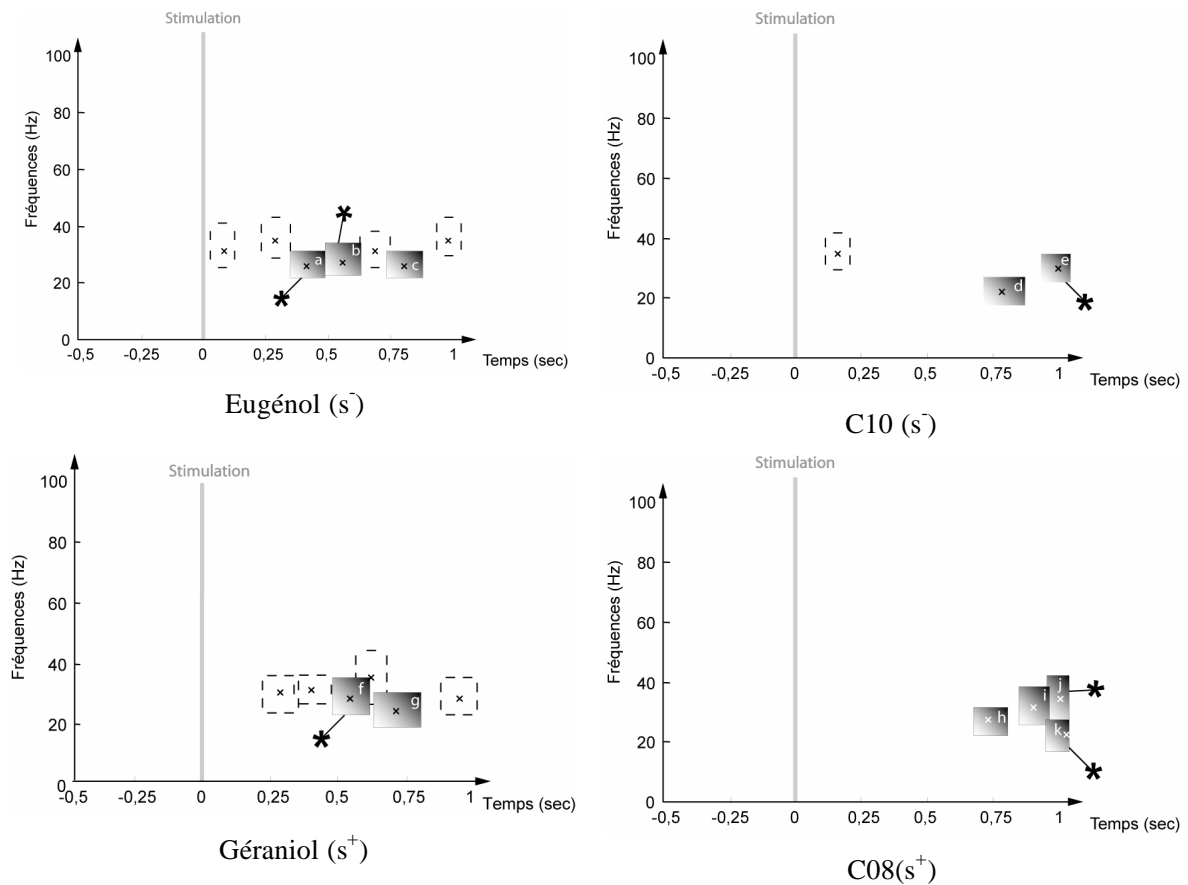 Stimulation
Fréquences (Hz)
100
80
60
40
20
0
a
b
c
-0,5 -0,25 0 0,25 0,5 0,75 1 Temps (sec)
Eugénol (s-)
Stimulation
Fréquences (Hz)
100
80
60
40
20
0
d
e
-0,5 -0,25 0 0,25 0,5 0,75 1 Temps (sec)
C10 (s-)
Stimulation
Fréquences (Hz)
100
80
60
40
20
0
f
g
-0,5 -0,25 0 0,25 0,5 0,75 1 Temps (sec)
Géraniol (s+)
Stimulation
Fréquences (Hz)
100
80
60
40
20
0
h
i
j
k
-0,5 -0,25 0 0,25 0,5 0,75 1 Temps (sec)
C08(s+)